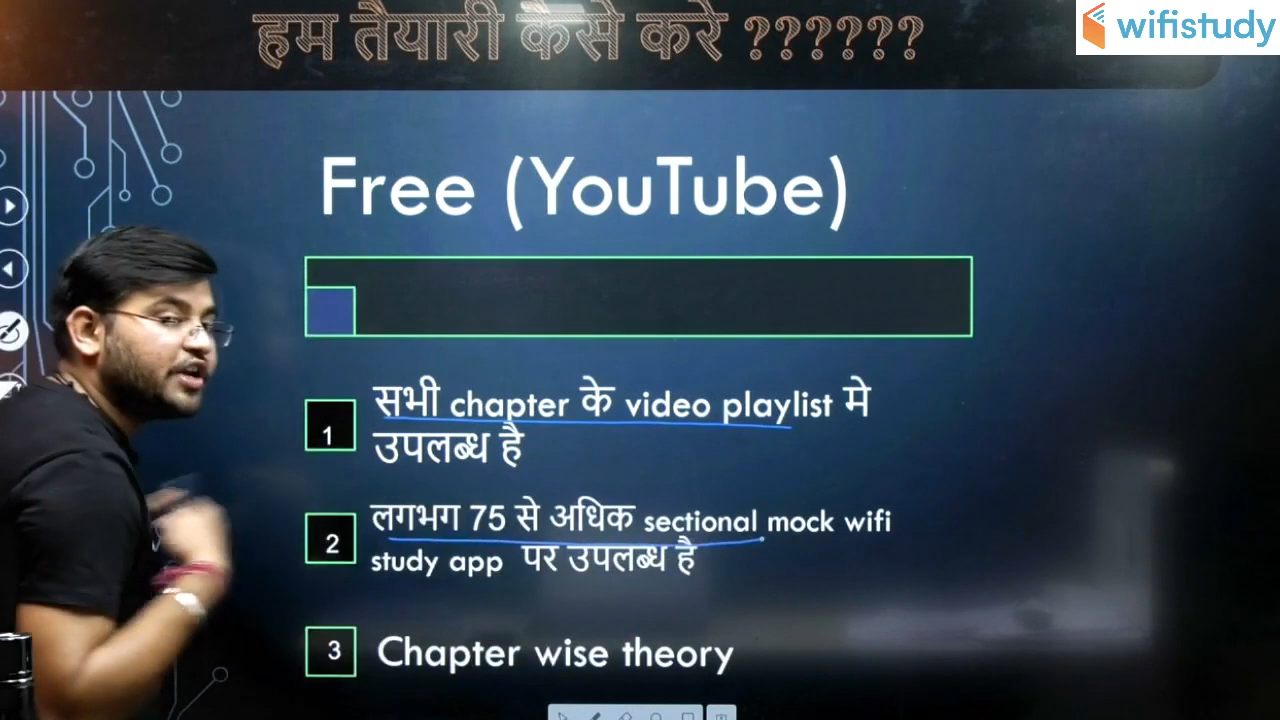 हम तैयारी कैसे करे ??????
wifistudy
Free (YouTube)
1 सभी chapter के video playlist मे
उपलब्ध है
2 लगभग 75 से अधिक sectional mock wifi
study app पर उपलब्ध है
3 Chapter wise theory